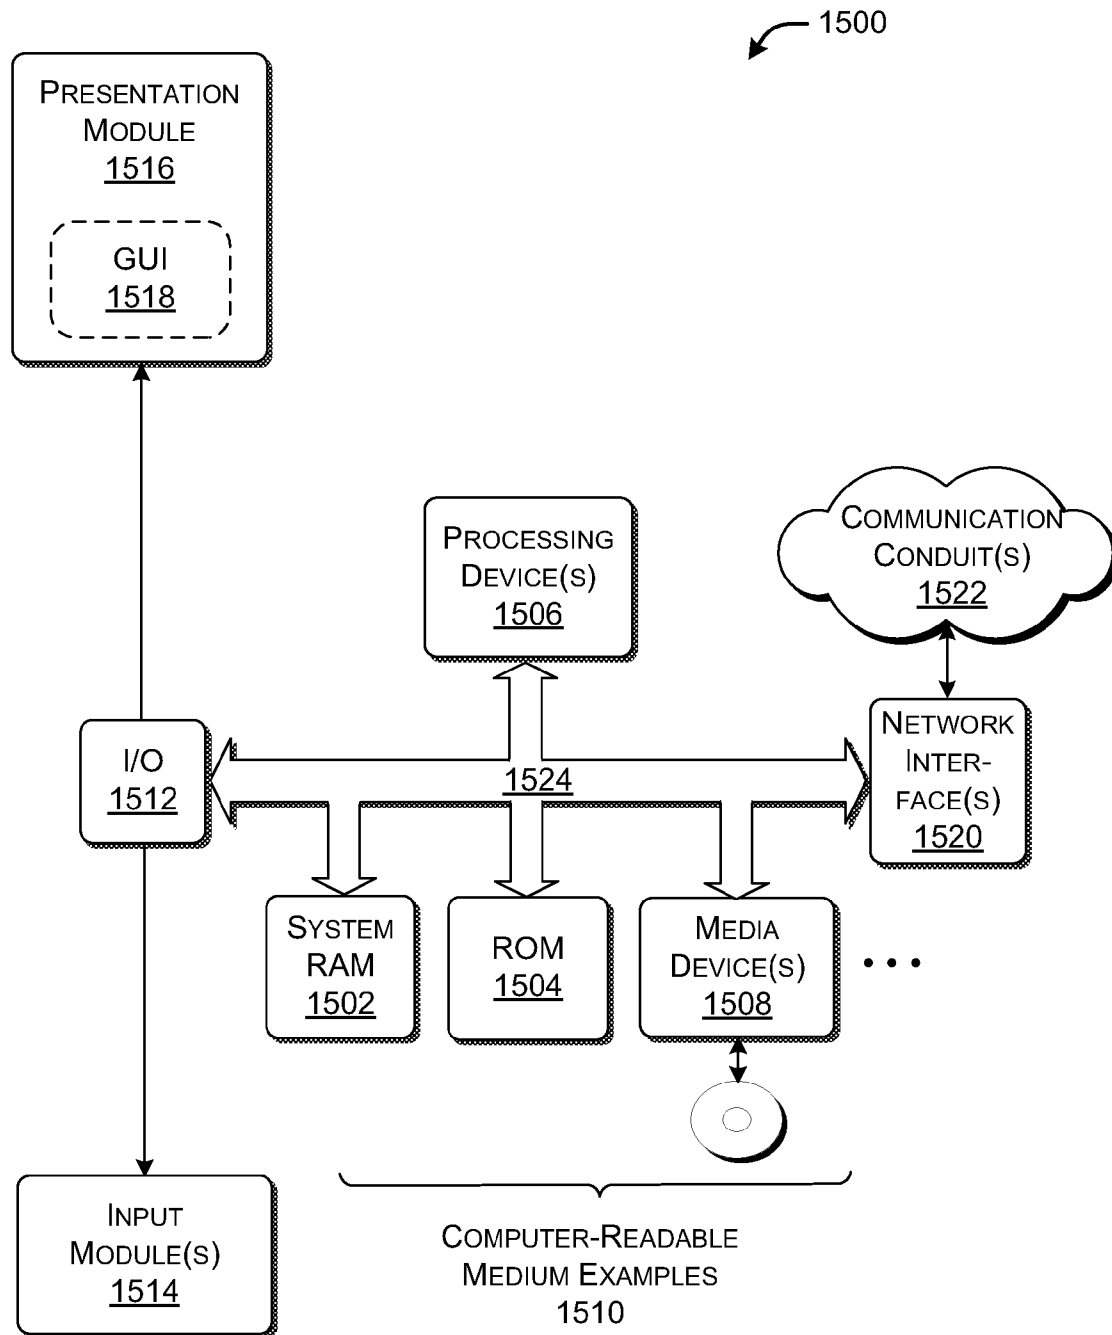 1500
PRESENTATION
MODULE
1516
GUI
1518
PROCESSING
DEVICE(S)
1506
COMMUNICATION
CONDUIT(S)
1522
I/O
1512
1524
NETWORK
INTER-
FACE(S)
1520
SYSTEM
RAM
1502
ROM
1504
MEDIA
DEVICE(S)
1508
• • •
INPUT
MODULE(S)
1514
COMPUTER-READABLE
MEDIUM EXAMPLES
1510